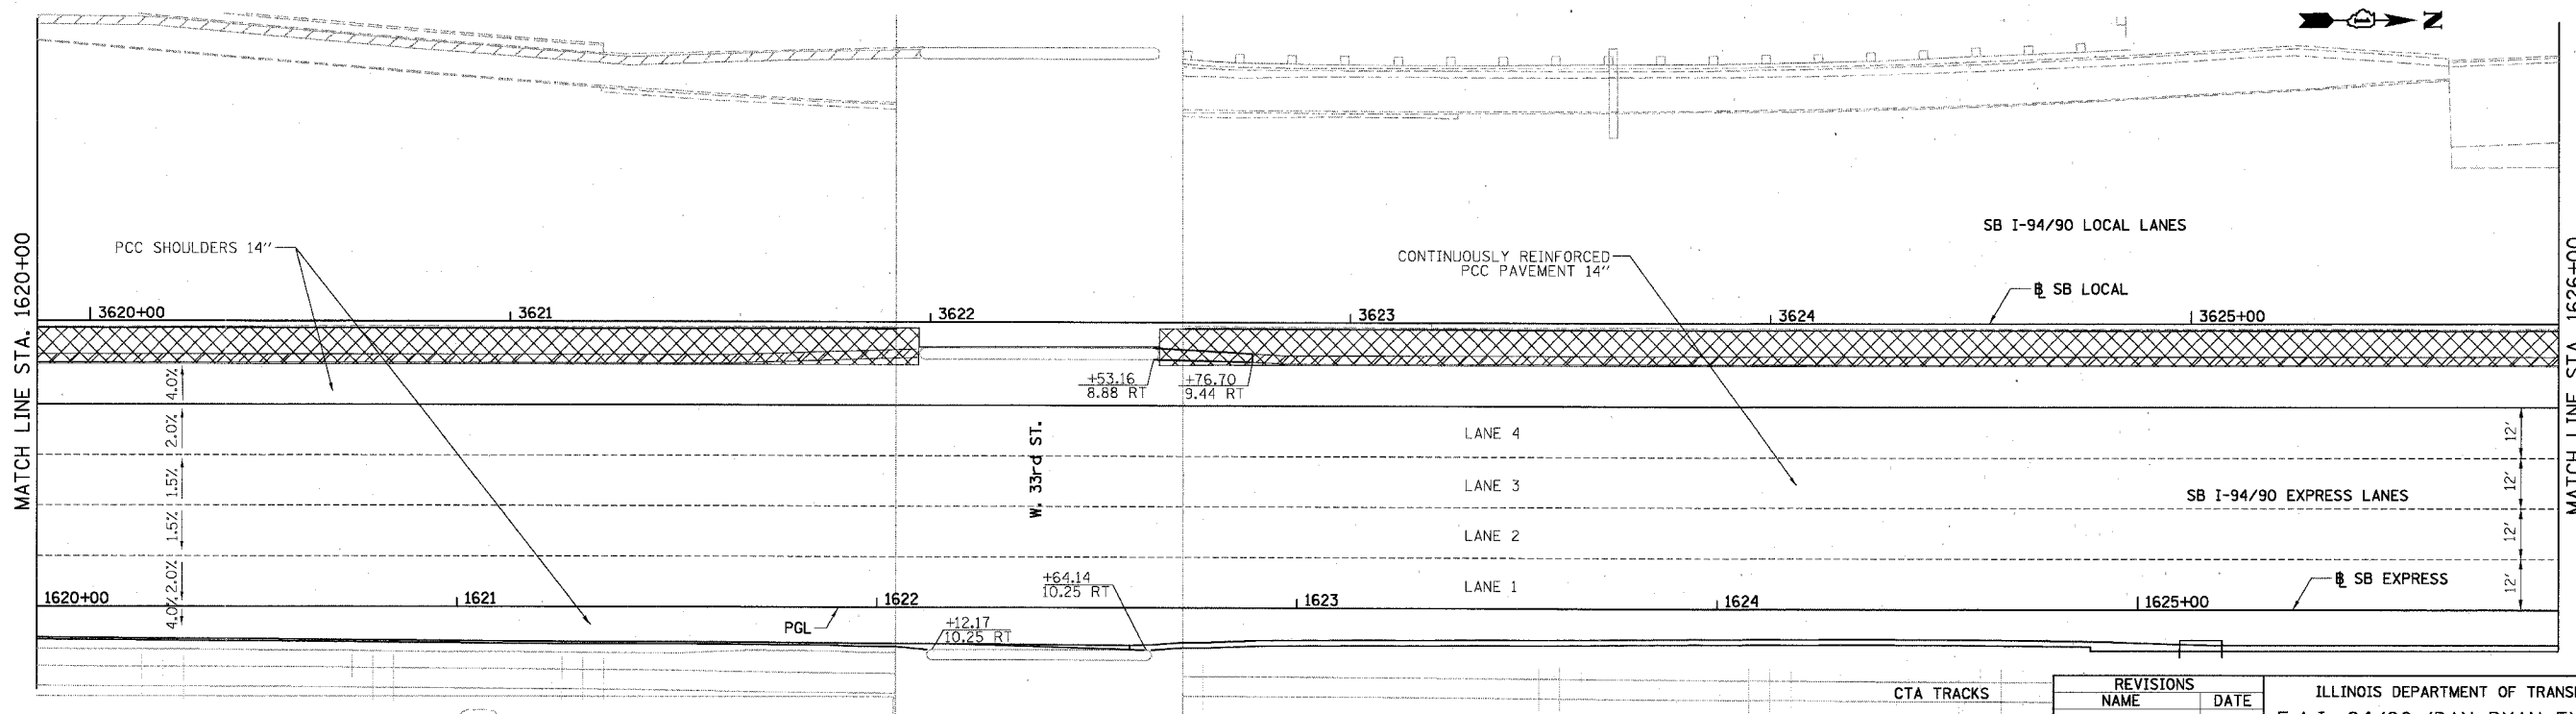 N
SB I-94/90 LOCAL LANES
PCC SHOULDERS 14"
CONTINUOUSLY REINFORCED
PCC PAVEMENT 14"
MATCH LINE STA. 1620+00
MATCH LINE STA. 1626+00
℄ SB LOCAL
3620+00
3621
3622
3623
3624
3625+00
4.0%
+53.16
8.88 RT
+76.70
9.44 RT
2.0%
LANE 4
12'
W. 33rd ST.
1.5%
LANE 3
12'
SB I-94/90 EXPRESS LANES
1.5%
LANE 2
12'
2.0%
+64.14
10.25 RT
LANE 1
12'
℄ SB EXPRESS
1620+00
1621
1622
1623
1624
1625+00
4.0%
PGL
+12.17
10.25 RT
CTA TRACKS
REVISIONS
NAME
DATE
ILLINOIS DEPARTMENT OF